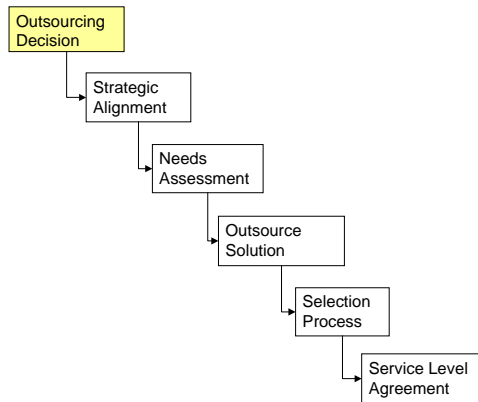 Outsourcing
Decision
Strategic
Alignment
Needs
Assessment
Outsource
Solution
Selection
Process
Service Level
Agreement